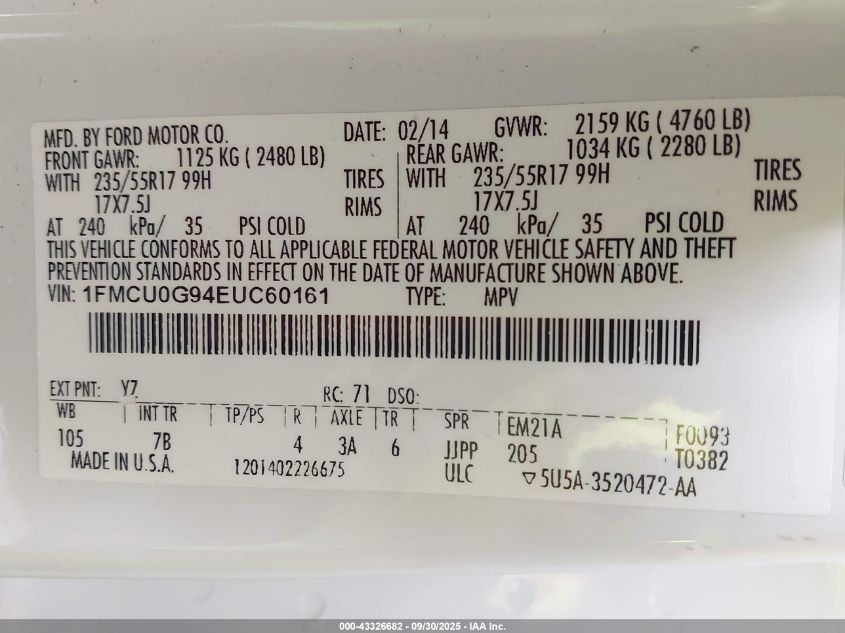 MFD. BY FORD MOTOR CO. DATE: 02/14 GVWR: 2159 KG ( 4760 LB)
FRONT GAWR: 1125 KG ( 2480 LB) REAR GAWR: 1034 KG ( 2280 LB)
WITH 235/55R17 99H TIRES WITH 235/55R17 99H TIRES
17X7.5J RIMS 17X7.5J RIMS
AT 240 kPa/ 35 PSI COLD AT 240 kPa/ 35 PSI COLD
THIS VEHICLE CONFORMS TO ALL APPLICABLE FEDERAL MOTOR VEHICLE SAFETY AND THEFT
PREVENTION STANDARDS IN EFFECT ON THE DATE OF MANUFACTURE SHOWN ABOVE.
VIN: 1FMCU0G94EUC60161 TYPE: MPV
EXT PNT: Y7 RC: 71 DSO:
WB INT TR TP/PS R AXLE TR SPR EM21A F0093
105 7B 4 3A 6 JJPP 205 T0382
MADE IN U.S.A. 1201402226675 ULC ▽5U5A-3520472-AA
000-43326682 - 09/30/2025 - IAA Inc.